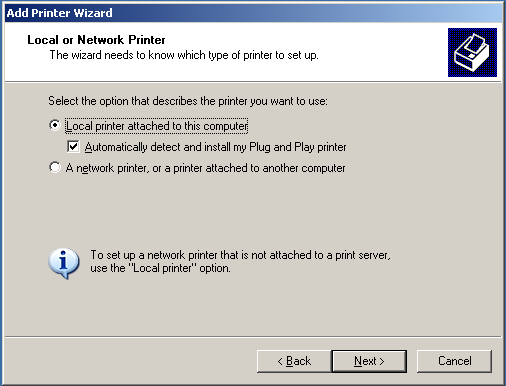 Add Printer Wizard
Local or Network Printer
The wizard needs to know which type of printer to set up.
Select the option that describes the printer you want to use:
Local printer attached to this computer
Automatically detect and install my Plug and Play printer
A network printer, or a printer attached to another computer
To set up a network printer that is not attached to a print server,
use the "Local printer" option.
< Back
Next >
Cancel